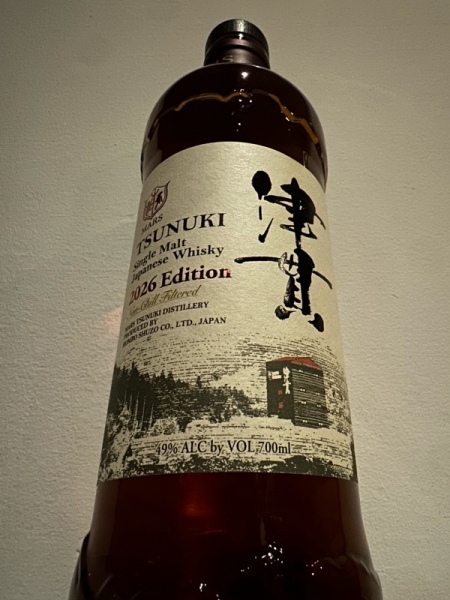 MARS
TSUNUKI
Single Malt
Japanese Whisky
2026 Edition
Chill Filtered
MARS TSUNUKI DISTILLERY
PRODUCED BY
HOMBO SHUZO CO., LTD., JAPAN
津貫
49% ALC by VOL 700ml